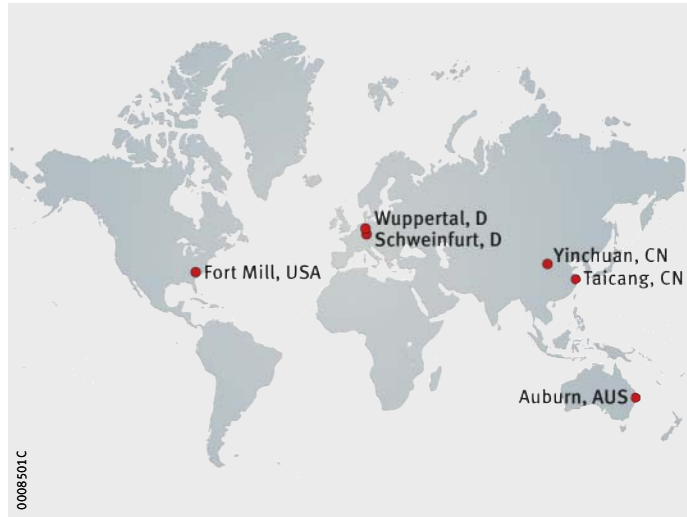 Wuppertal, D
Schweinfurt, D
Yinchuan, CN
Fort Mill, USA
Taicang, CN
Auburn, AUS
0008501C